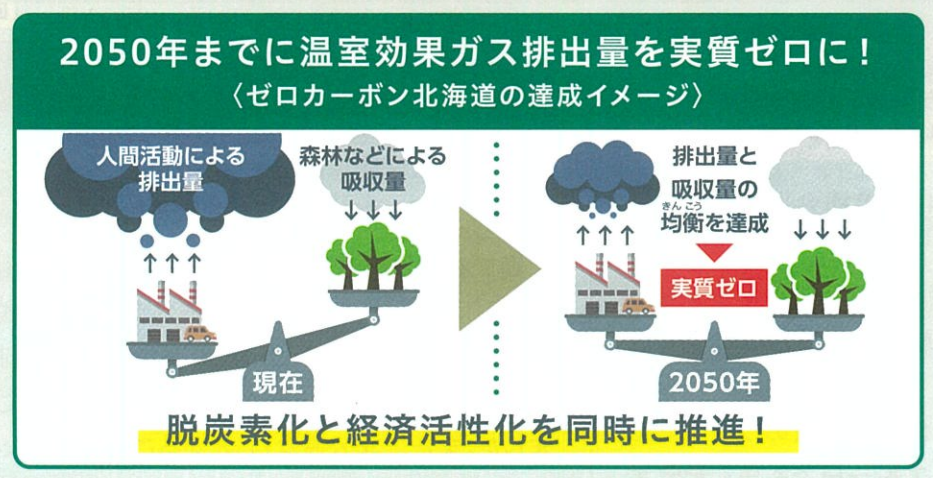 2050年までに温室効果ガス排出量を実質ゼロに！
〈ゼロカーボン北海道の達成イメージ〉
人間活動による
排出量
森林などによる
吸収量
現在
排出量と
吸収量の
きんこう
均衡を達成
実質ゼロ
2050年
脱炭素化と経済活性化を同時に推進！